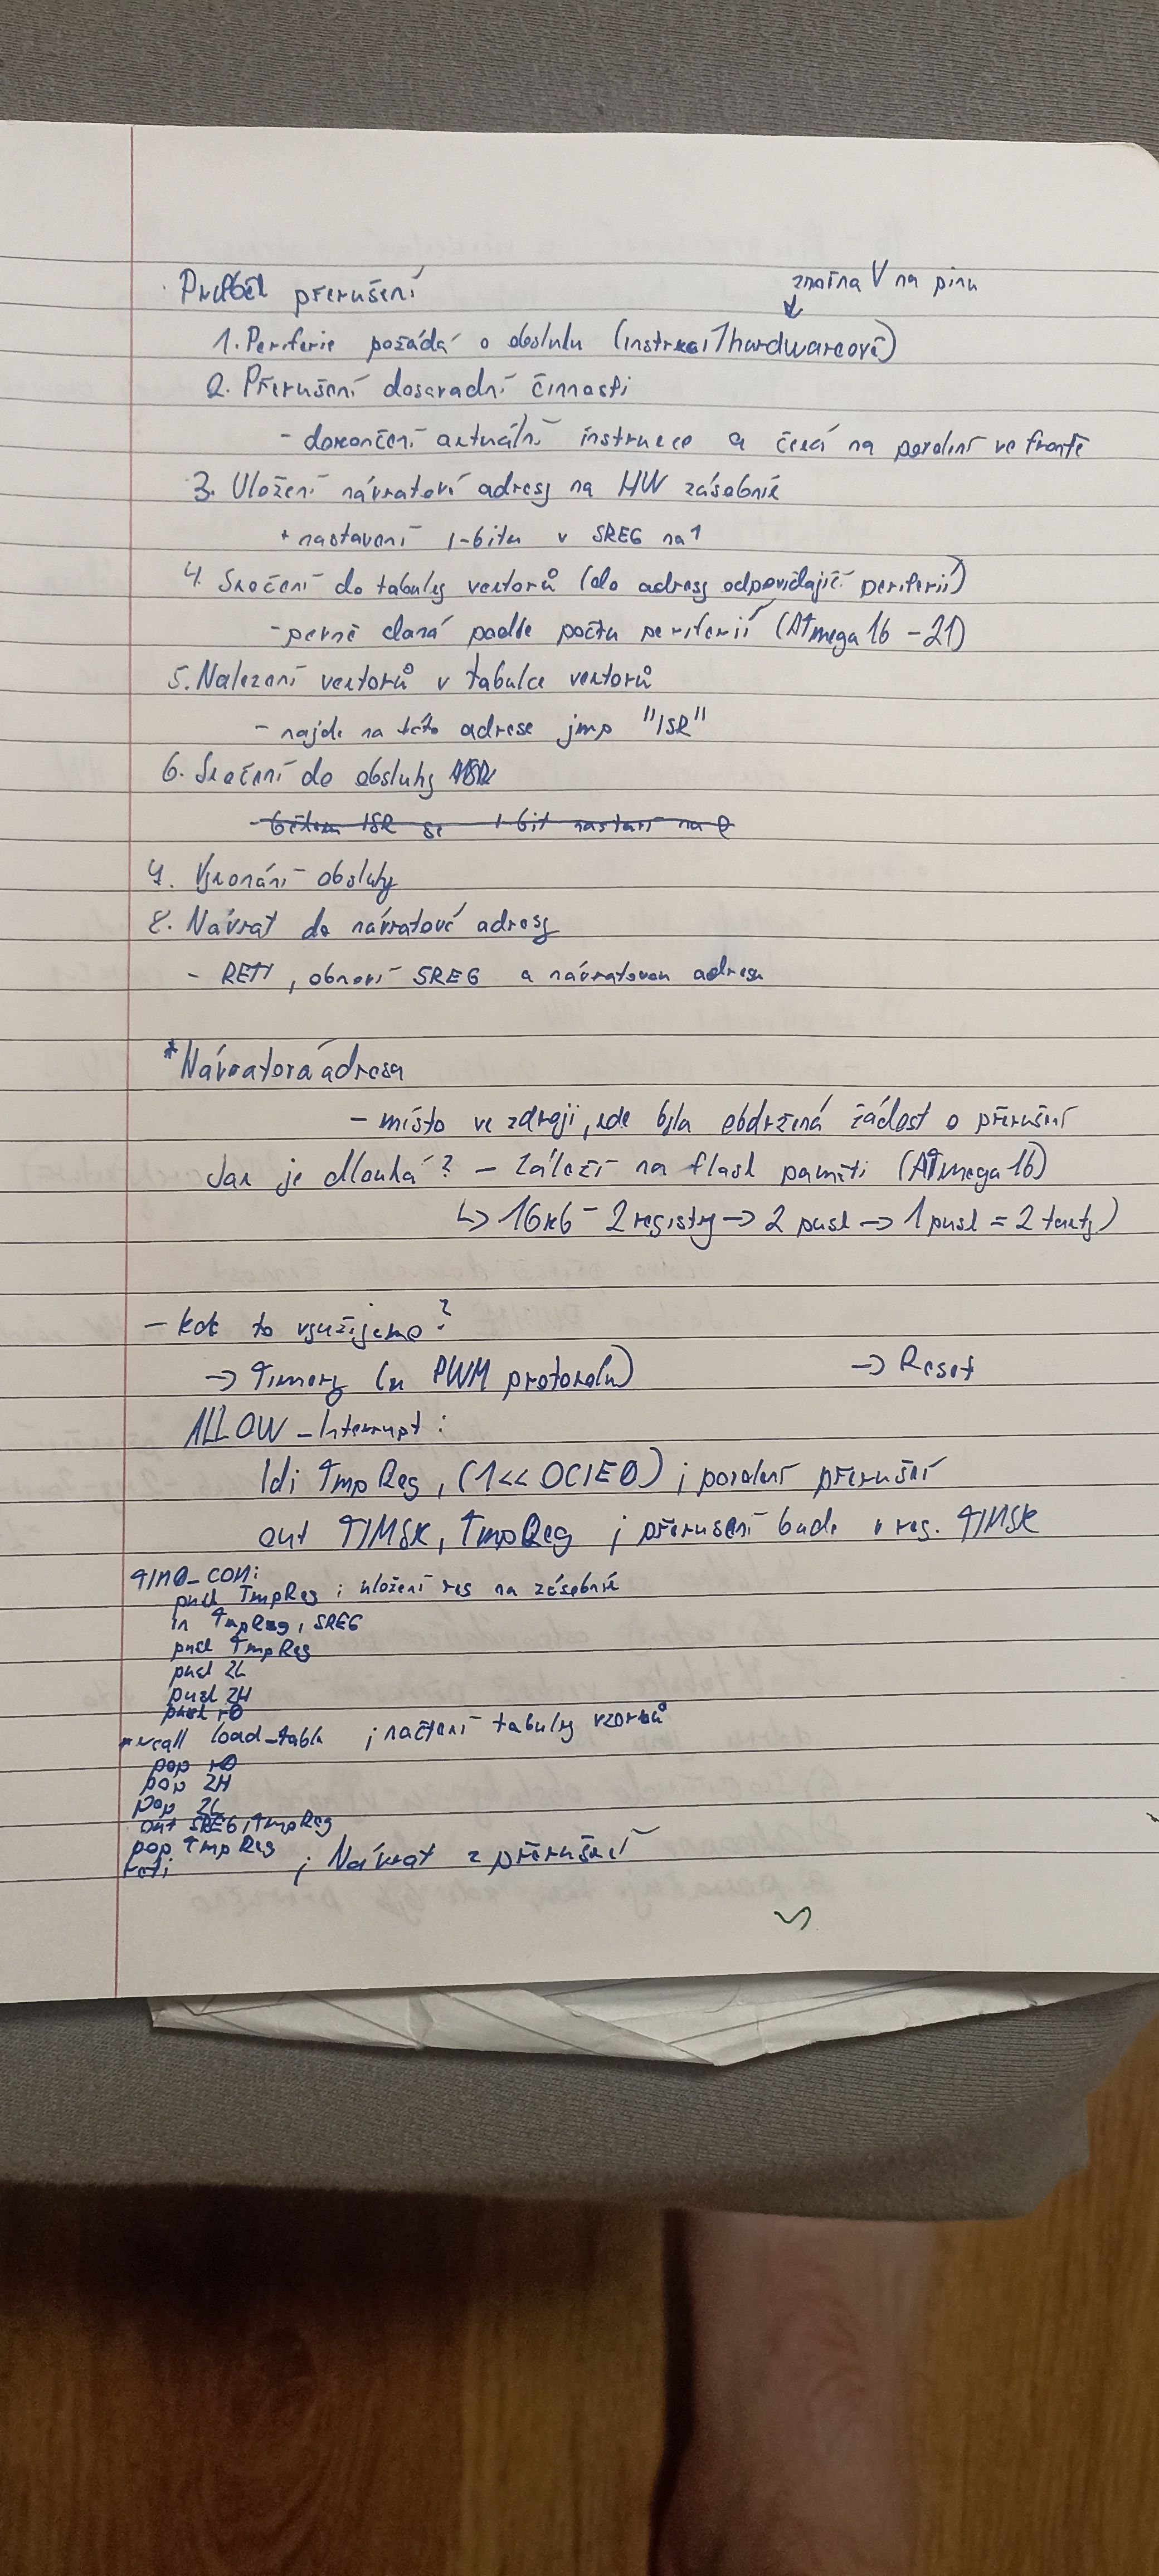 Průběh přerušení
změna V na pinu
↓
1. Periferie požádá o obsluhu (instrukcí/hardwarově)
2. Přerušení dosavadní činnosti
- dokončení aktuální instrukce a čeká na povolení ve frontě
3. Uložení návratové adresy na HW zásobník
+ nastavení I-bitu v SREG na 1
4. Skočení do tabulky vektorů (do adresy odpovídající periferii)
- pevně daná podle počtu periferií (ATmega 16 - 21)
5. Nalezení vektorů v tabulce vektorů
- najde na této adrese jmp "ISR"
6. Skočení do obsluhy
- během ISR se I-bit nastaví na 0
7. Vykonání obsluhy
8. Návrat do návratové adresy
- RETI, obnoví SREG a návratovou adresu
*Návratová adresa
- místo ve zdroji, kde byla obdržená žádost o přerušení
Jak je dlouhá? - Záleží na flash paměti (ATmega 16)
↳ 16kB - 2 registry → 2 push → 1 push = 2 takty)
- kde to využijeme?
→ Timery (u PWM protokolu) → Reset
ALLOW_Interrupt:
ldi TmpReg, (1<<OCIE0) ; povolení přerušení
out TIMSK, TmpReg ; přerušení bude v reg. TIMSK
TIM0_COM:
push TmpReg ; uložení reg na zásobník
in TmpReg, SREG
push TmpReg
push ZL
push ZH
push r0
rcall load_table ; načtení tabulky vzorků
pop r0
pop ZH
pop ZL
out SREG, TmpReg
pop TmpReg
reti ; Návrat z přerušení